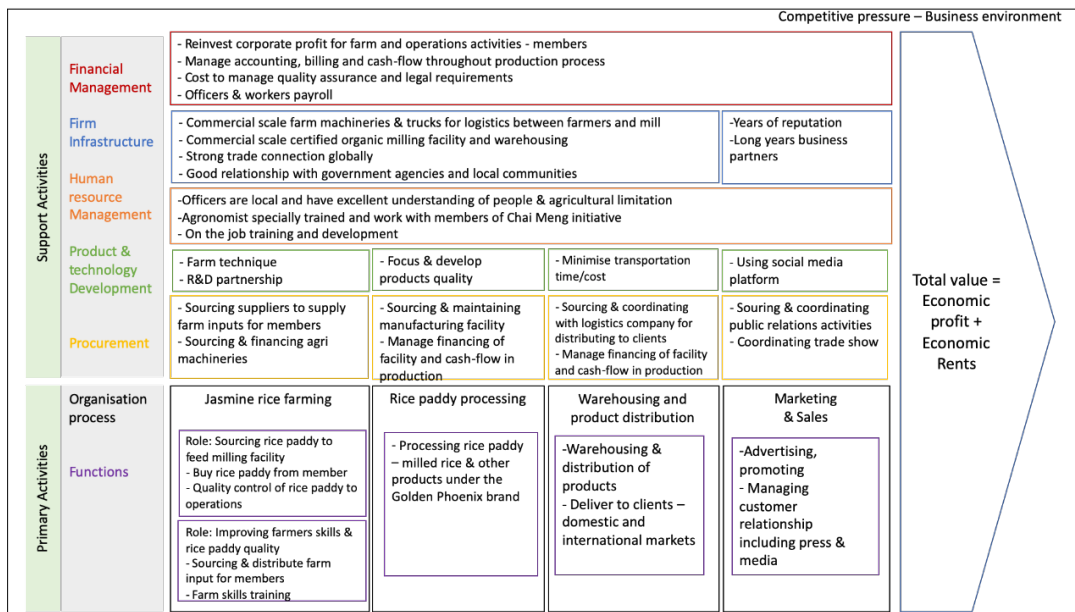 Competitive pressure – Business environment
Support Activities
Financial
Management
- Reinvest corporate profit for farm and operations activities - members
- Manage accounting, billing and cash-flow throughout production process
- Cost to manage quality assurance and legal requirements
- Officers & workers payroll
Firm
Infrastructure
- Commercial scale farm machineries & trucks for logistics between farmers and mill
- Commercial scale certified organic milling facility and warehousing
- Strong trade connection globally
- Good relationship with government agencies and local communities
-Years of reputation
-Long years business
partners
Human
resource
Management
-Officers are local and have excellent understanding of people & agricultural limitation
-Agronomist specially trained and work with members of Chai Meng initiative
- On the job training and development
Product &
technology
Development
- Farm technique
- R&D partnership
- Focus & develop
products quality
- Minimise transportation
time/cost
- Using social media
platform
Procurement
- Sourcing suppliers to supply
farm inputs for members
- Sourcing & financing agri
machineries
- Sourcing & maintaining
manufacturing facility
- Manage financing of
facility and cash-flow in
production
- Sourcing & coordinating
with logistics company for
distributing to clients
- Manage financing of facility
and cash-flow in production
- Souring & coordinating
public relations activities
- Coordinating trade show
Total value =
Economic
profit +
Economic
Rents
Primary Activities
Organisation
process
Jasmine rice farming
Rice paddy processing
Warehousing and
product distribution
Marketing
& Sales
Functions
Role: Sourcing rice paddy to
feed milling facility
- Buy rice paddy from member
- Quality control of rice paddy to
operations
Role: Improving farmers skills &
rice paddy quality
- Sourcing & distribute farm
input for members
- Farm skills training
- Processing rice paddy
– milled rice & other
products under the
Golden Phoenix brand
-Warehousing &
distribution of
products
- Deliver to clients –
domestic and
international markets
-Advertising,
promoting
- Managing
customer
relationship
including press &
media